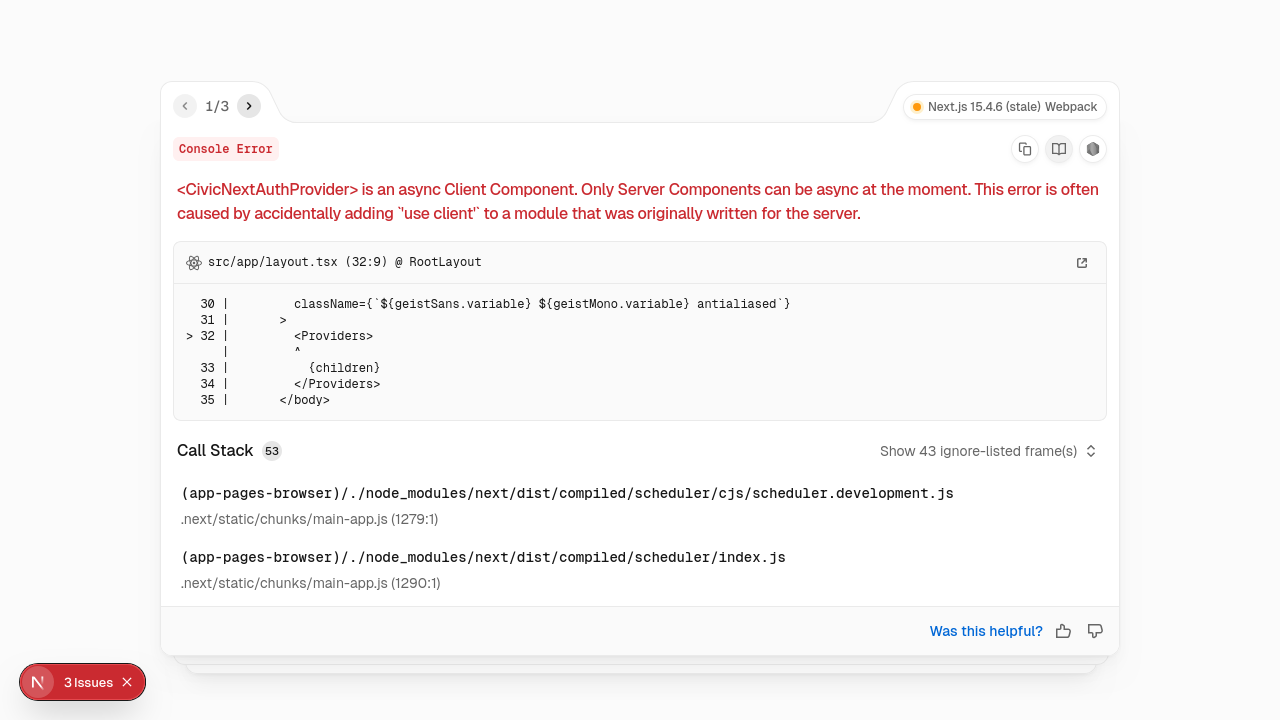 1/3
Next.js 15.4.6 (stale) Webpack
Console Error
<CivicNextAuthProvider> is an async Client Component. Only Server Components can be async at the moment. This error is often
caused by accidentally adding `'use client'` to a module that was originally written for the server.
src/app/layout.tsx (32:9) @ RootLayout
  30 |         className={`${geistSans.variable} ${geistMono.variable} antialiased`}
  31 |       >
> 32 |         <Providers>
     |         ^
  33 |           {children}
  34 |         </Providers>
  35 |       </body>
Call Stack 53
Show 43 ignore-listed frame(s)
(app-pages-browser)/./node_modules/next/dist/compiled/scheduler/cjs/scheduler.development.js
.next/static/chunks/main-app.js (1279:1)
(app-pages-browser)/./node_modules/next/dist/compiled/scheduler/index.js
.next/static/chunks/main-app.js (1290:1)
Was this helpful?
N 3 Issues